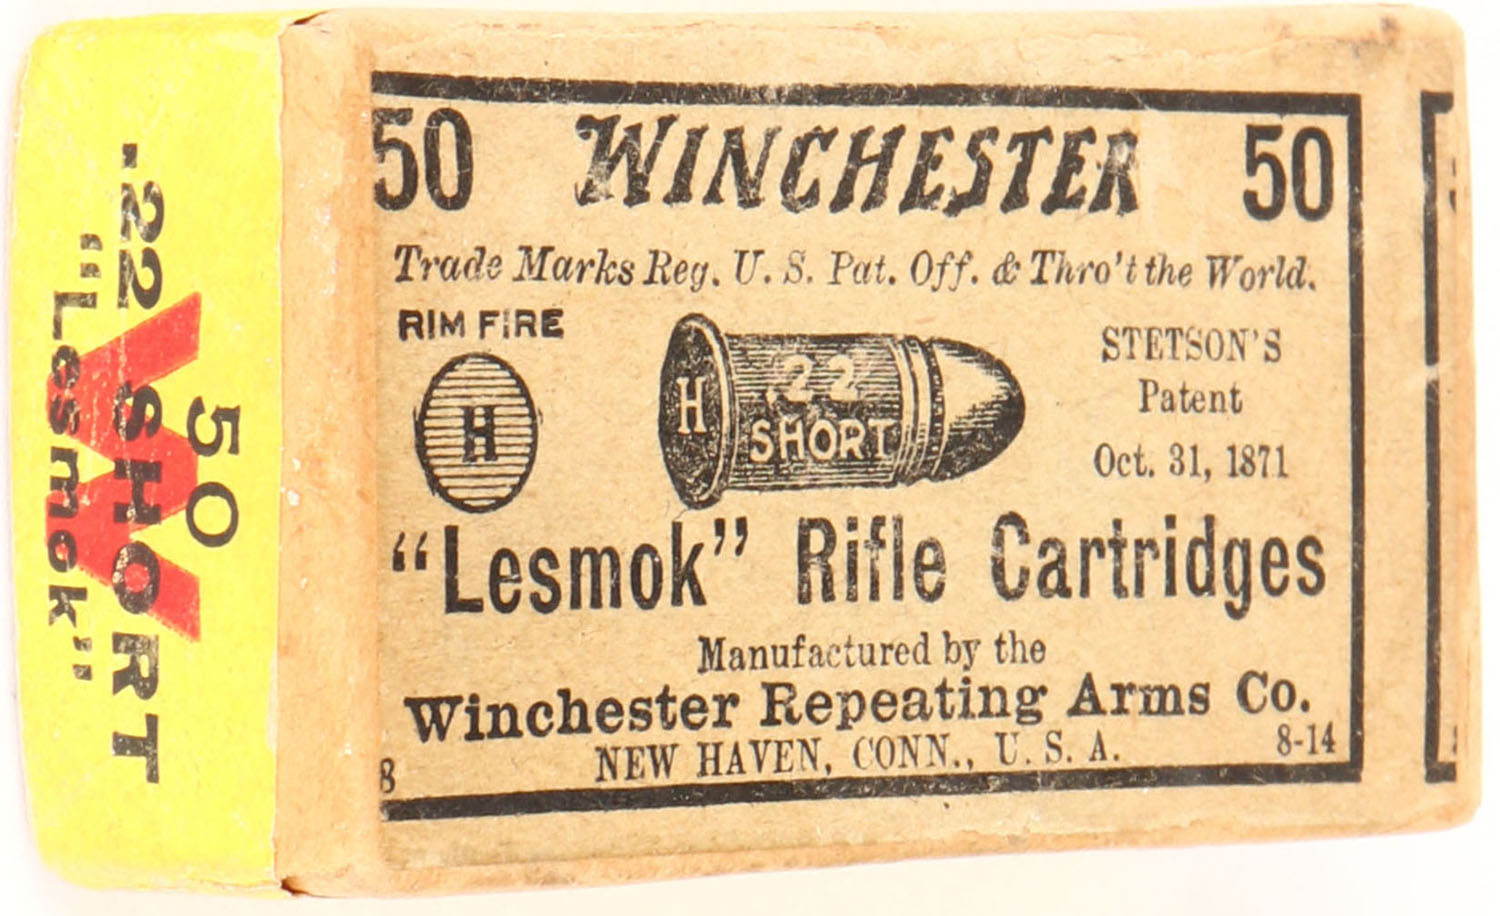 50 WINCHESTER 50
Trade Marks Reg. U. S. Pat. Off. & Thro't the World.
RIM FIRE
H
H .22
SHORT
STETSON'S
Patent
Oct. 31, 1871
"Lesmok" Rifle Cartridges
Manufactured by the
Winchester Repeating Arms Co.
NEW HAVEN, CONN., U. S. A.
8-14
8
50
W
.22 SHORT
"Lesmok"